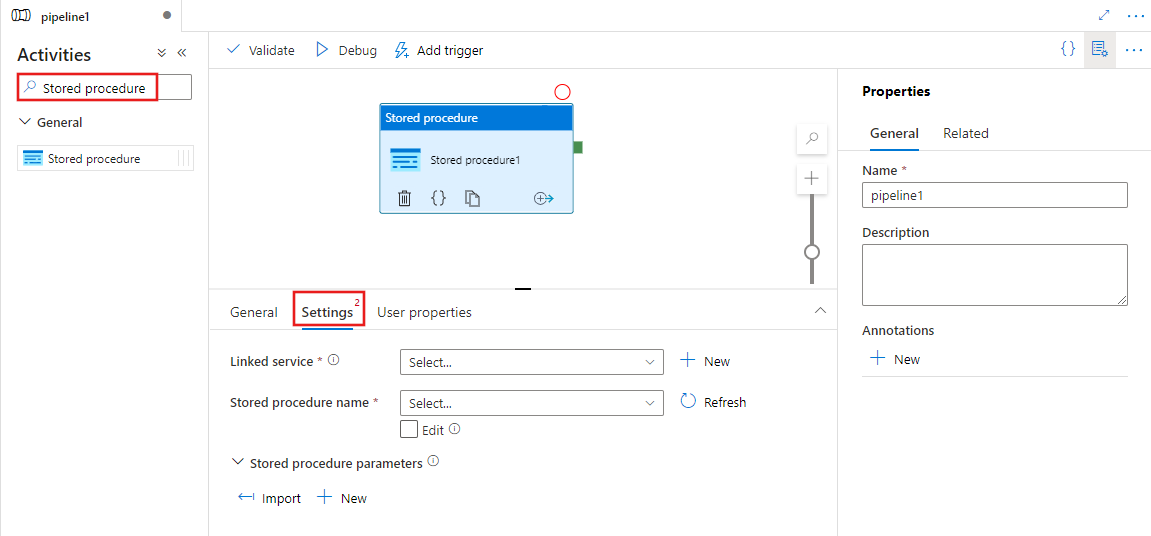 pipeline1
Activities
Stored procedure
General
Stored procedure
Validate
Debug
Add trigger
Stored procedure
Stored procedure1
General
Settings 2
User properties
Linked service *
Select...
New
Stored procedure name *
Select...
Refresh
Edit
Stored procedure parameters
Import
New
Properties
General
Related
Name *
pipeline1
Description
Annotations
New